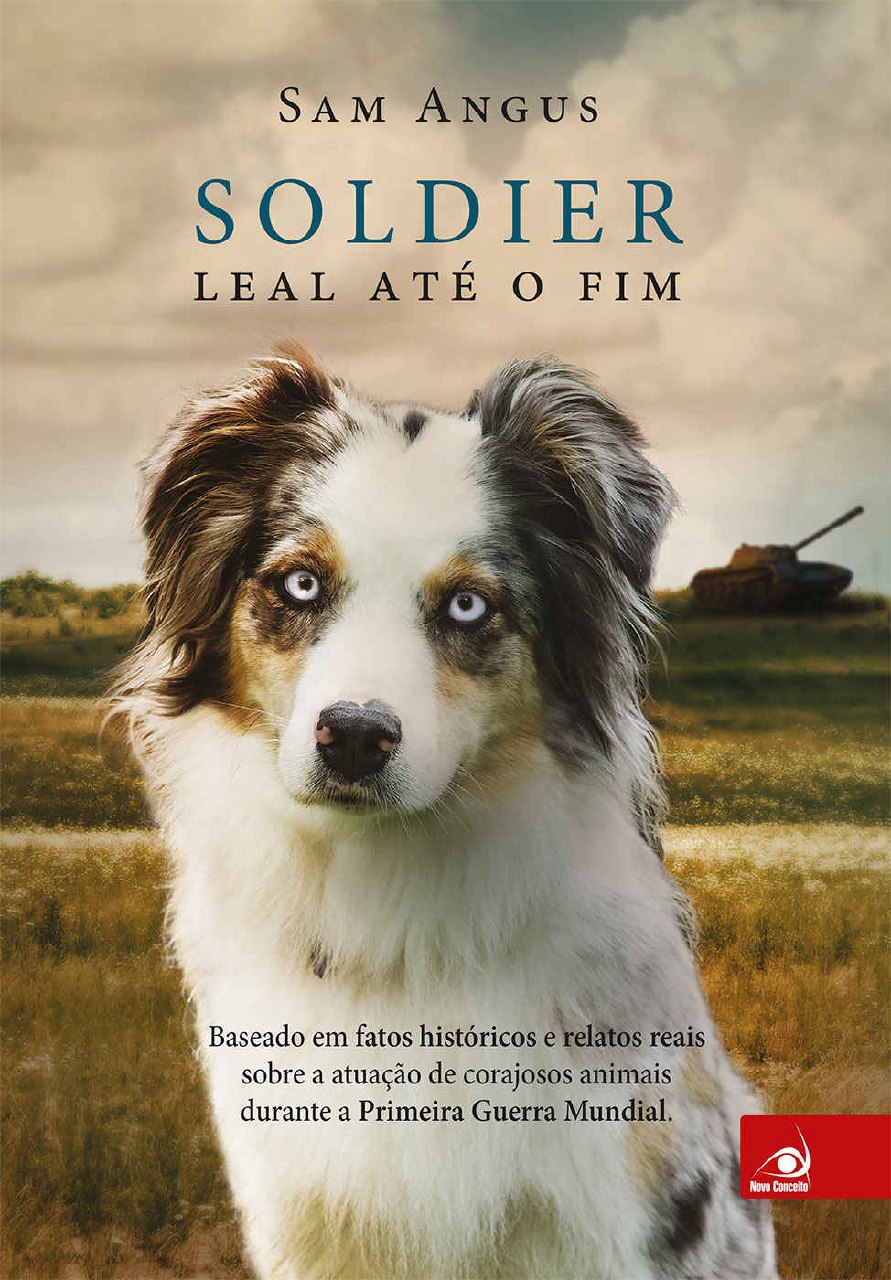 SAM ANGUS
SOLDIER
LEAL ATÉ O FIM
Baseado em fatos históricos e relatos reais
sobre a atuação de corajosos animais
durante a Primeira Guerra Mundial.
Novo Conceito